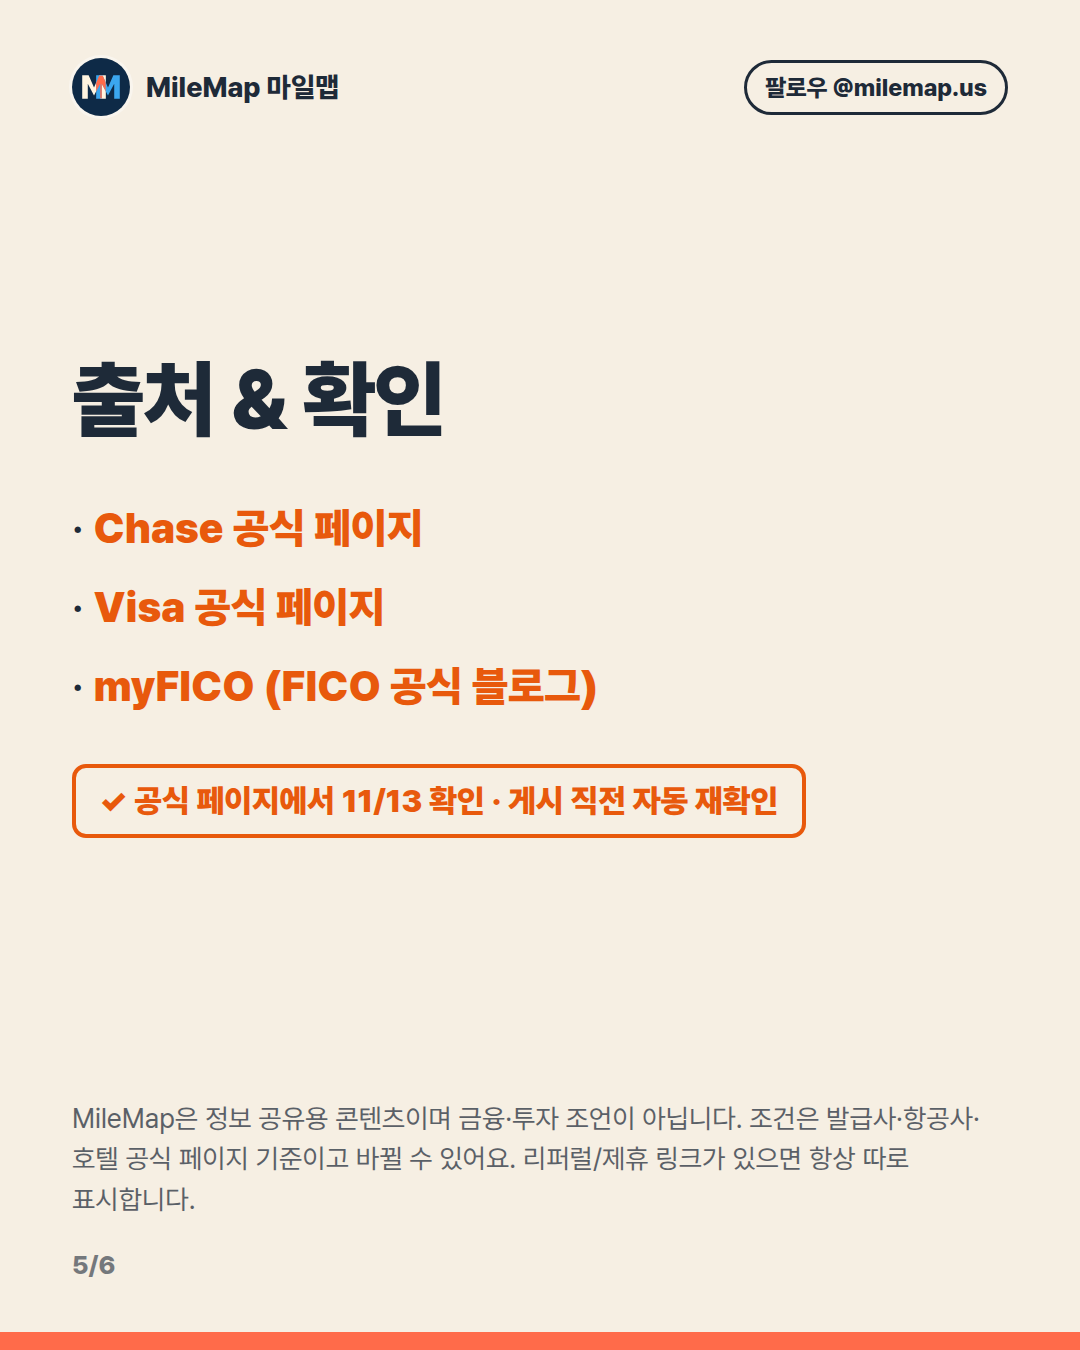 MM MileMap 마일맵
팔로우 @milemap.us
출처 & 확인
· Chase 공식 페이지
· Visa 공식 페이지
· myFICO (FICO 공식 블로그)
✓ 공식 페이지에서 11/13 확인 · 게시 직전 자동 재확인
MileMap은 정보 공유용 콘텐츠이며 금융·투자 조언이 아닙니다. 조건은 발급사·항공사·
호텔 공식 페이지 기준이고 바뀔 수 있어요. 리퍼럴/제휴 링크가 있으면 항상 따로
표시합니다.
5/6